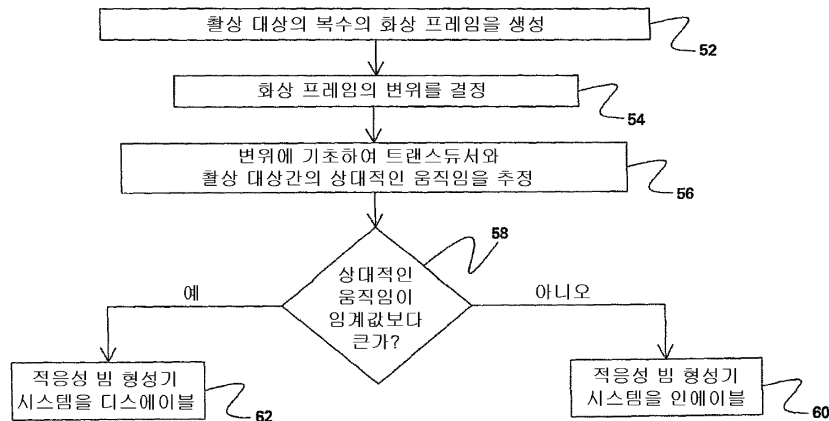 촬상 대상의 복수의 화상 프레임을 생성
52
화상 프레임의 변위를 결정
54
변위에 기초하여 트랜스듀서와
촬상 대상간의 상대적인 움직임을 추정
56
58
상대적인
움직임이
임계값보다
큰가?
예
아니오
적응성 빔 형성기
시스템을 디스에이블
62
적응성 빔 형성기
시스템을 인에이블
60